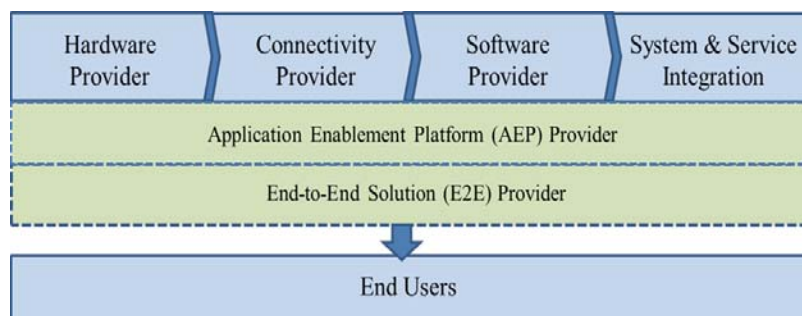 Hardware
Provider
Connectivity
Provider
Software
Provider
System & Service
Integration
Application Enablement Platform (AEP) Provider
End-to-End Solution (E2E) Provider
End Users